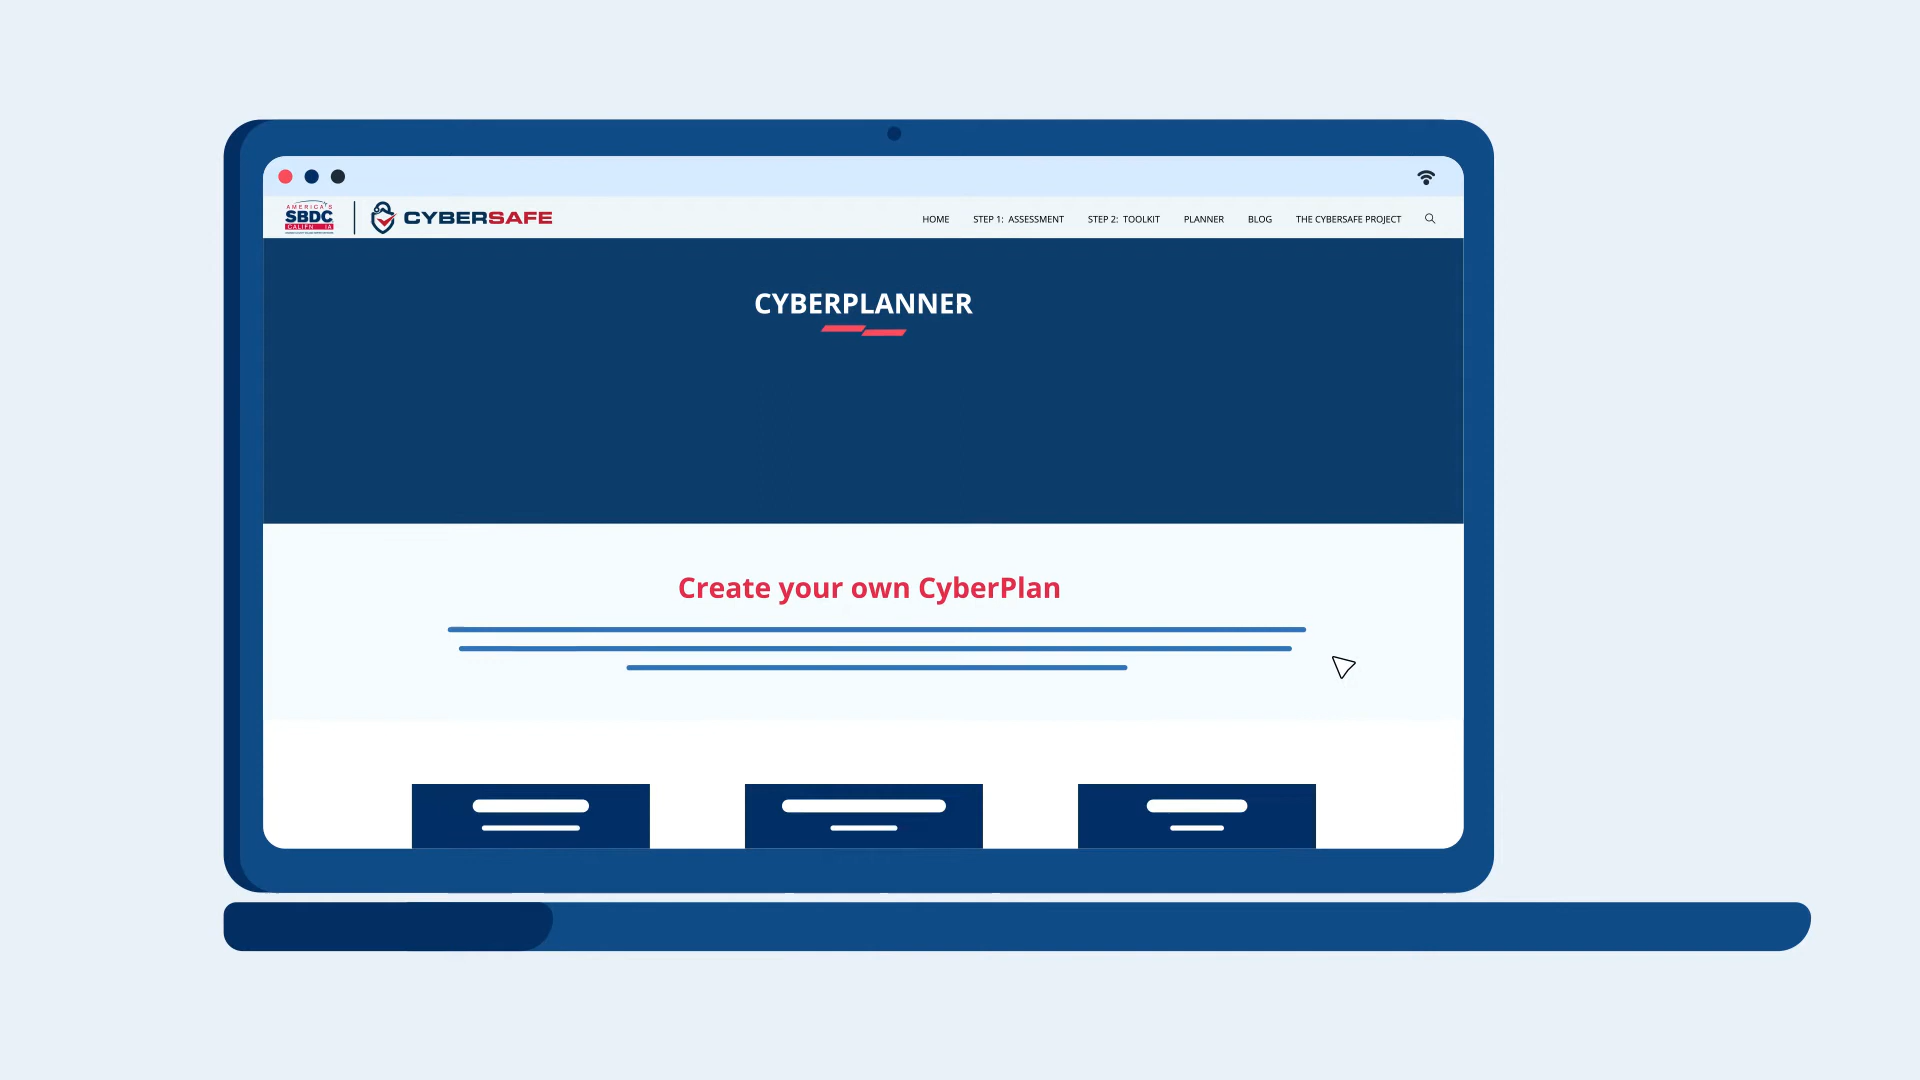 AMERICA'S
SBDC
CALIFORNIA
CYBERSAFE
HOME STEP 1: ASSESSMENT STEP 2: TOOLKIT PLANNER BLOG THE CYBERSAFE PROJECT
CYBERPLANNER
Create your own CyberPlan